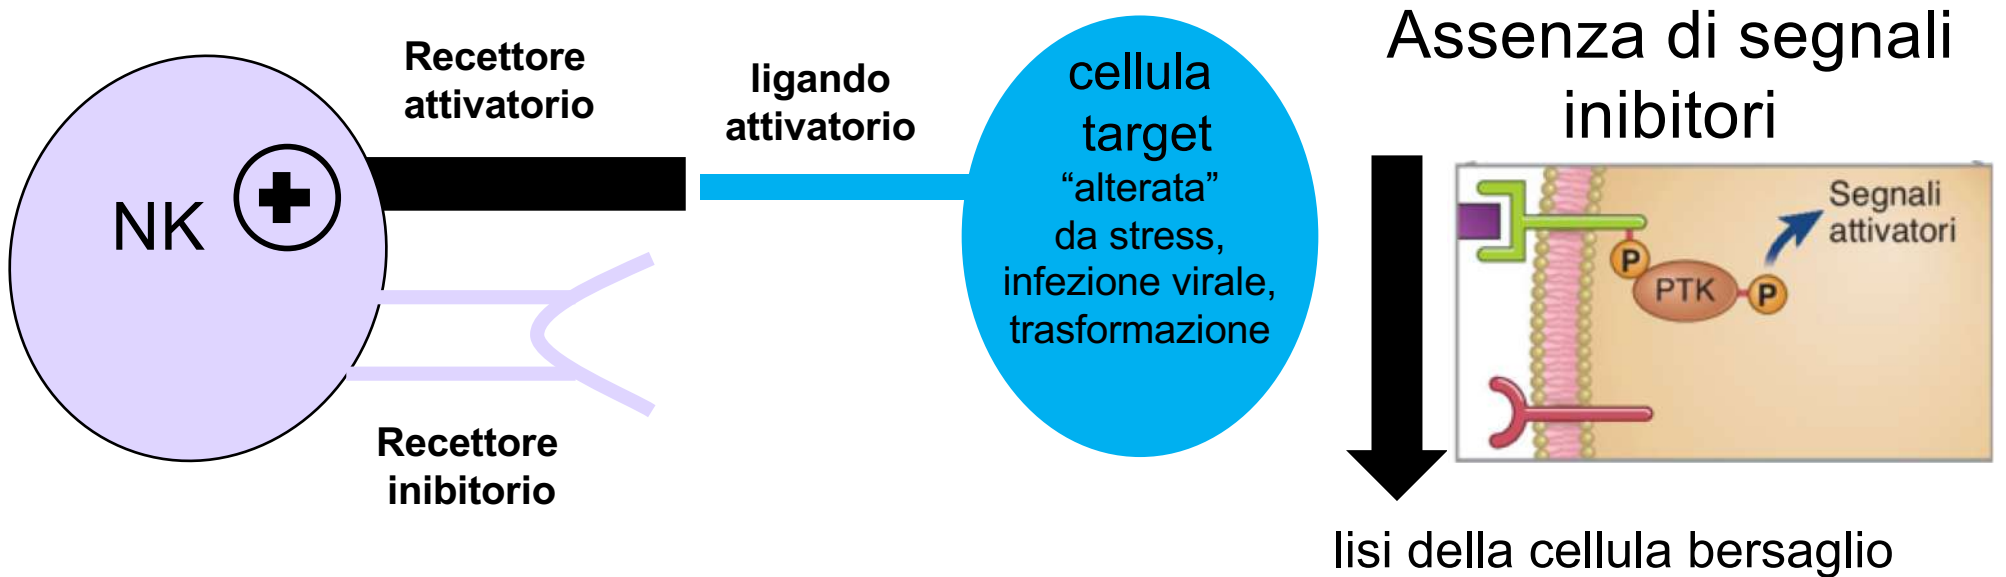 Recettore
attivatorio
ligando
attivatorio
NK
Recettore
inibitorio
cellula
target
“alterata”
da stress,
infezione virale,
trasformazione
Assenza di segnali
inibitori
Segnali
attivatori
P
PTK
P
lisi della cellula bersaglio